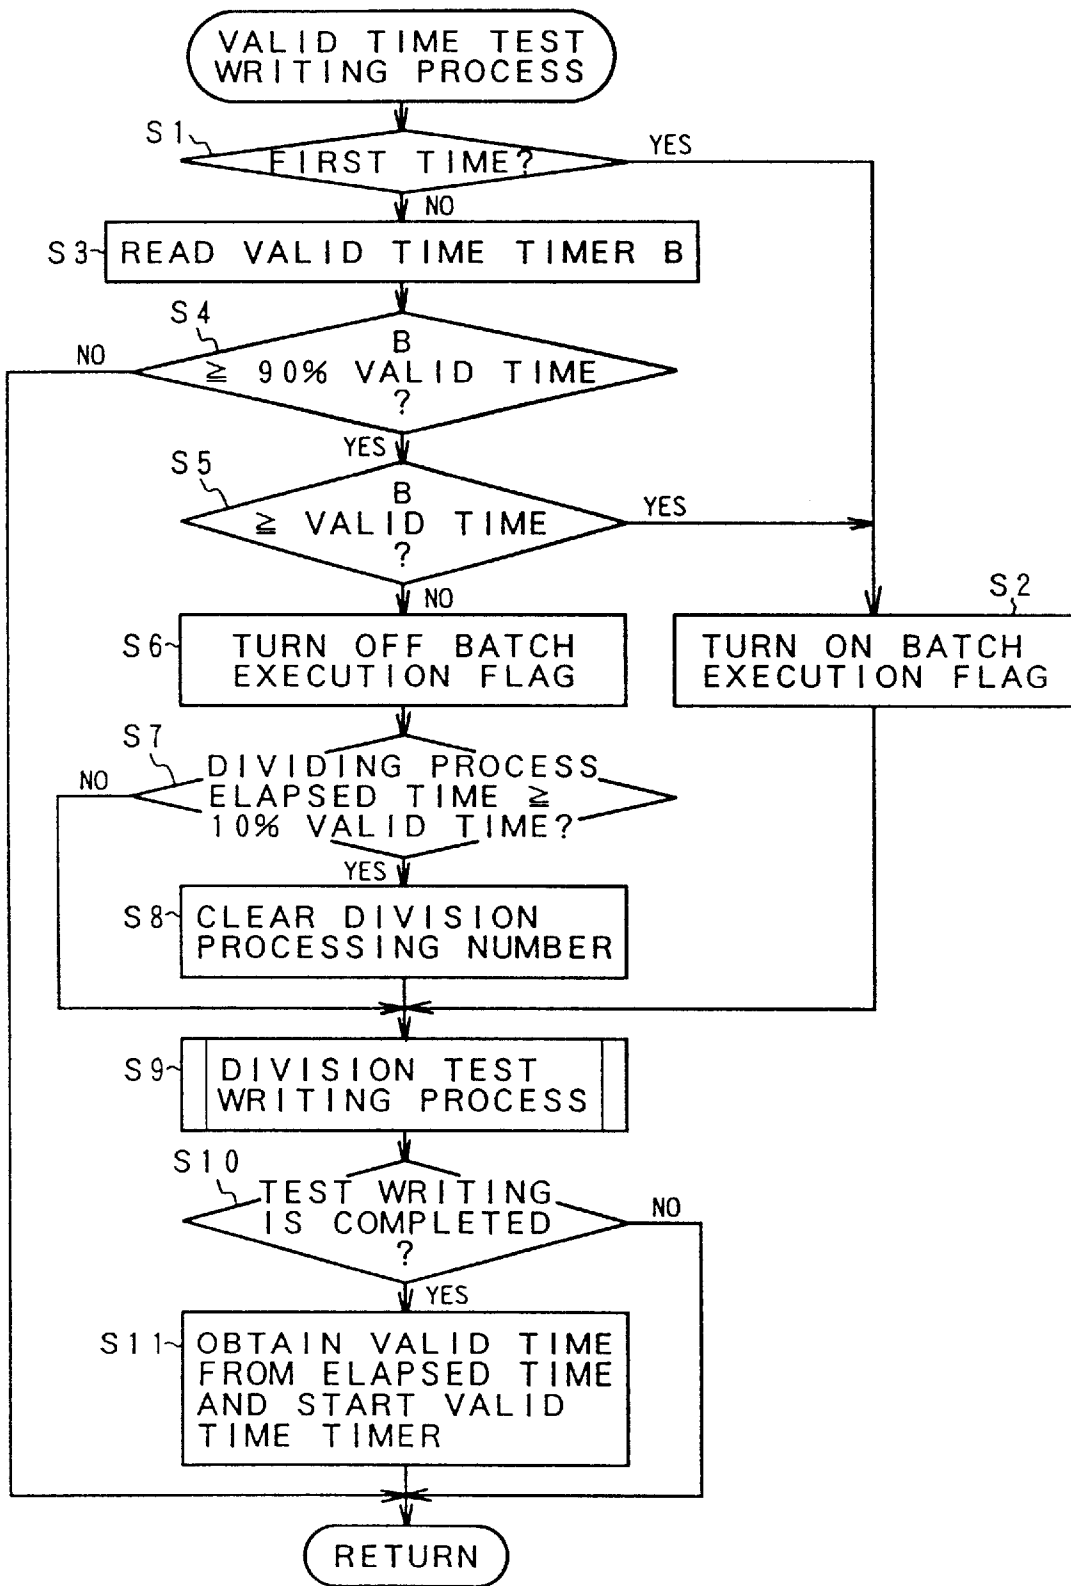 VALID TIME TEST
WRITING PROCESS
S1
FIRST TIME?
YES
NO
S3
READ VALID TIME TIMER B
S4
NO
B
≧ 90% VALID TIME
?
YES
S5
B
≧ VALID TIME
?
YES
NO
S6
TURN OFF BATCH
EXECUTION FLAG
S2
TURN ON BATCH
EXECUTION FLAG
S7
NO
DIVIDING PROCESS
ELAPSED TIME ≧
10% VALID TIME?
YES
S8
CLEAR DIVISION
PROCESSING NUMBER
S9
DIVISION TEST
WRITING PROCESS
S10
TEST WRITING
IS COMPLETED
?
NO
YES
S11
OBTAIN VALID TIME
FROM ELAPSED TIME
AND START VALID
TIME TIMER
RETURN